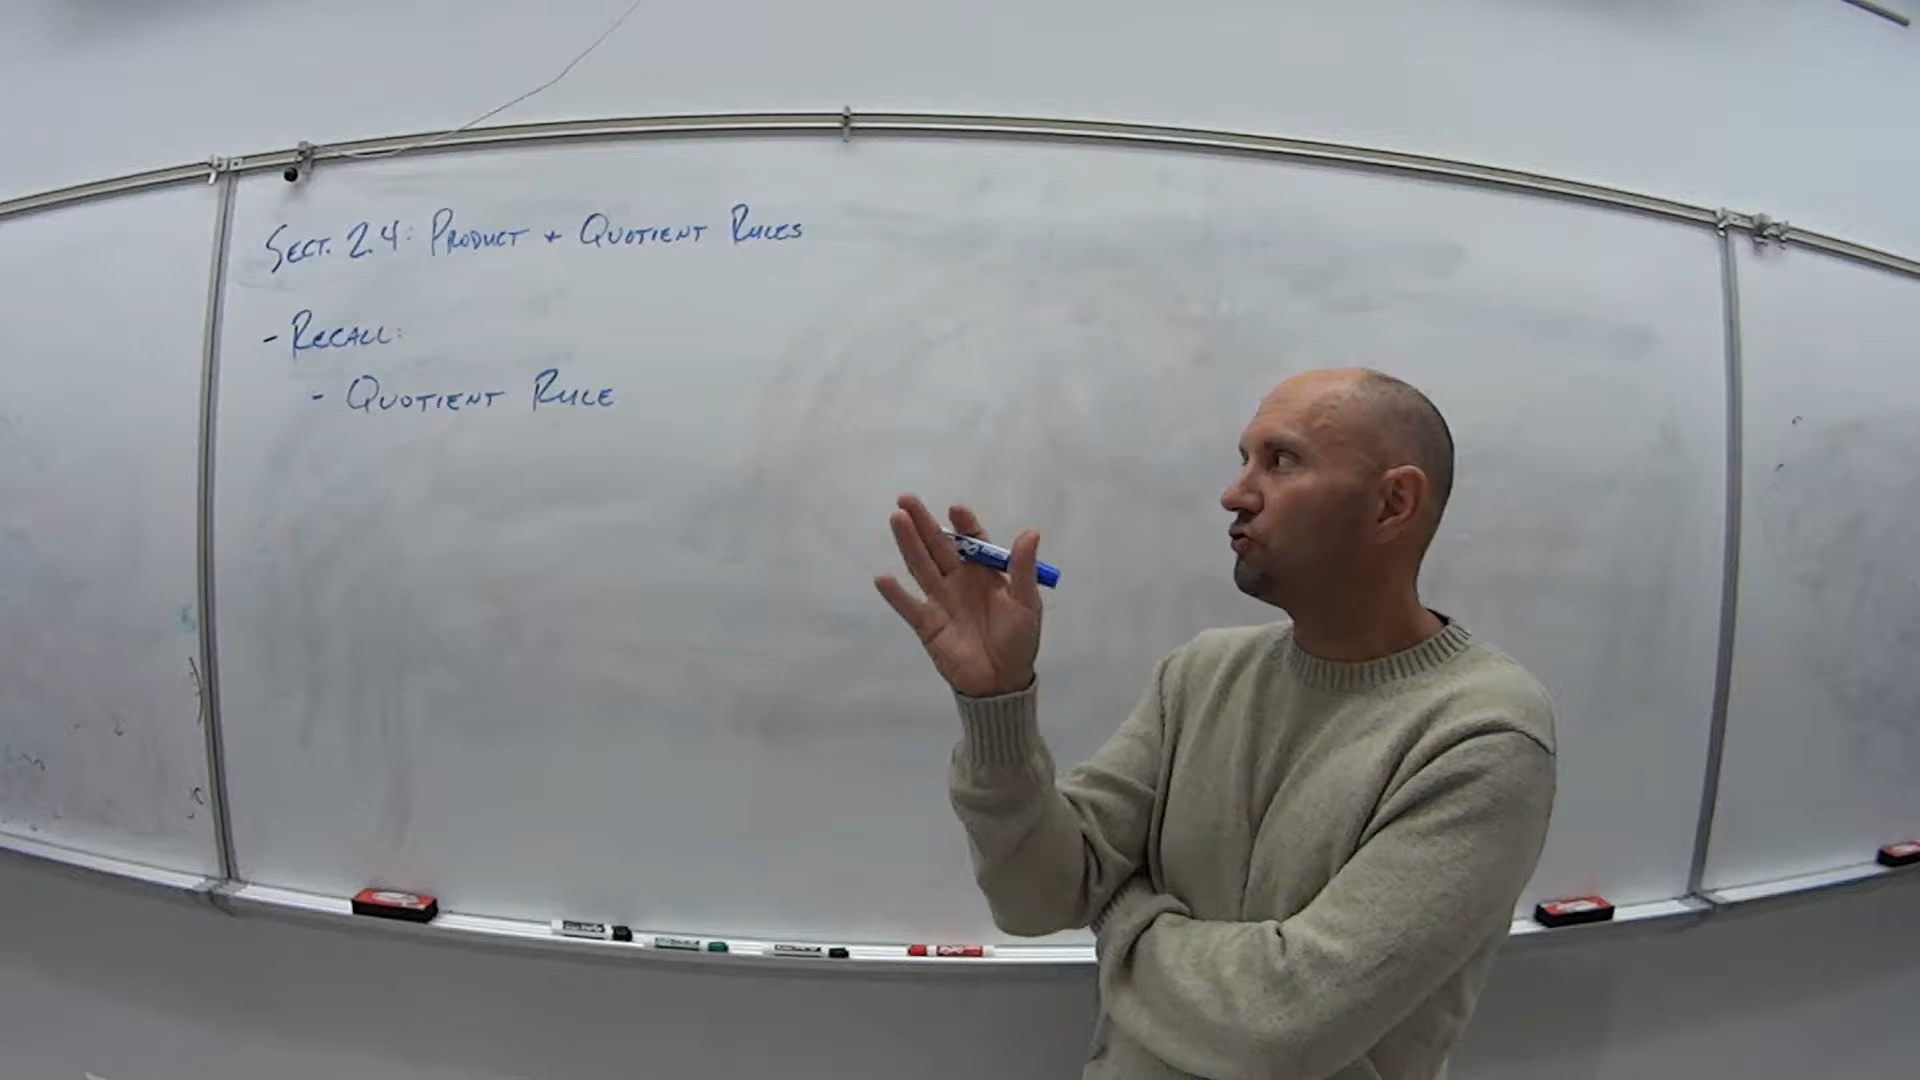 SECT. 2.4: PRODUCT + QUOTIENT RULES
- RECALL:
- QUOTIENT RULE